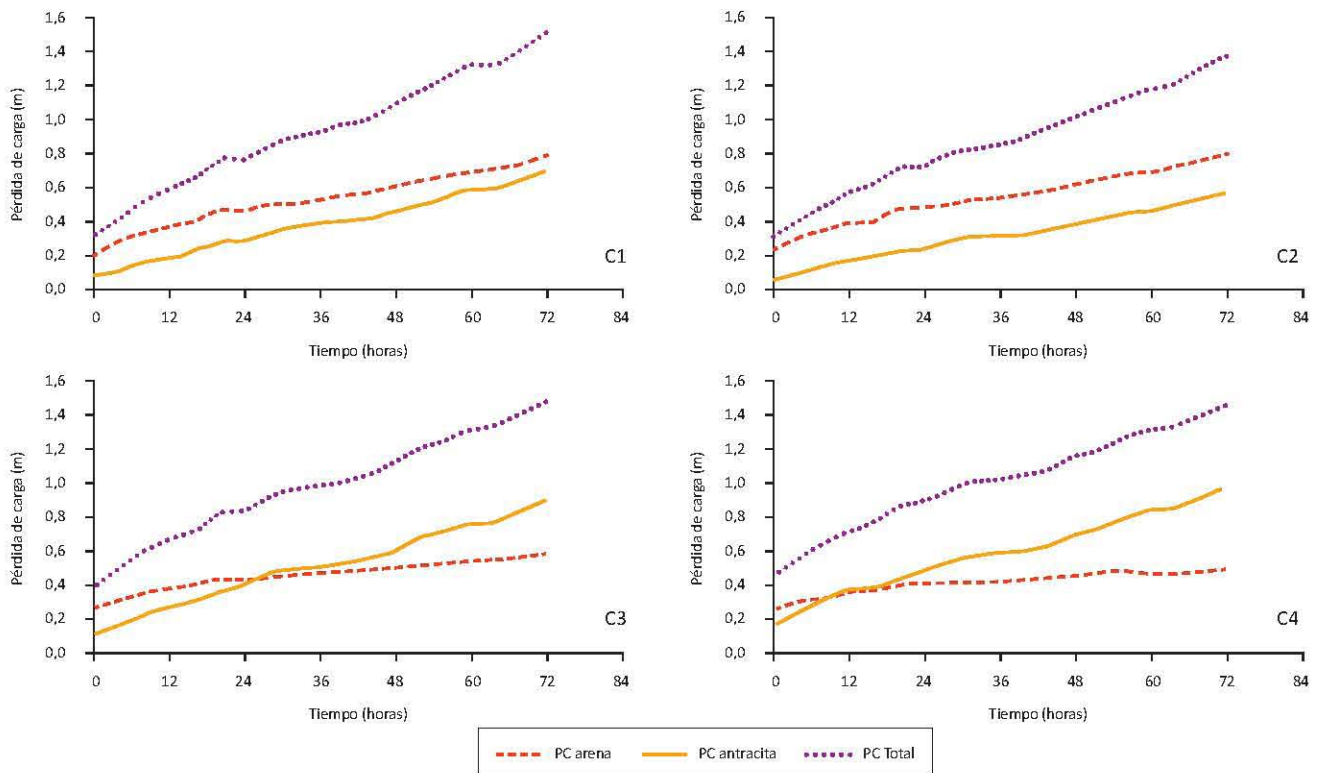 1,6
1,4
1,2
1,0
0,8
0,6
0,4
0,2
0,0
Pérdida de carga (m)
0 12 24 36 48 60 72 84
Tiempo (horas)
C1
1,6
1,4
1,2
1,0
0,8
0,6
0,4
0,2
0,0
Pérdida de carga (m)
0 12 24 36 48 60 72 84
Tiempo (horas)
C2
1,6
1,4
1,2
1,0
0,8
0,6
0,4
0,2
0,0
Pérdida de carga (m)
0 12 24 36 48 60 72 84
Tiempo (horas)
C3
1,6
1,4
1,2
1,0
0,8
0,6
0,4
0,2
0,0
Pérdida de carga (m)
0 12 24 36 48 60 72 84
Tiempo (horas)
C4
PC arena PC antracita PC Total